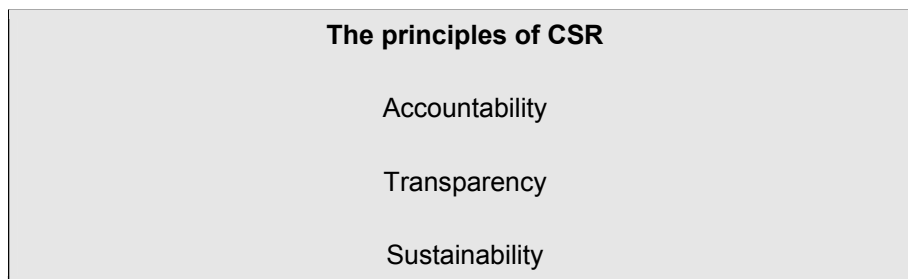 The principles of CSR
Accountability
Transparency
Sustainability